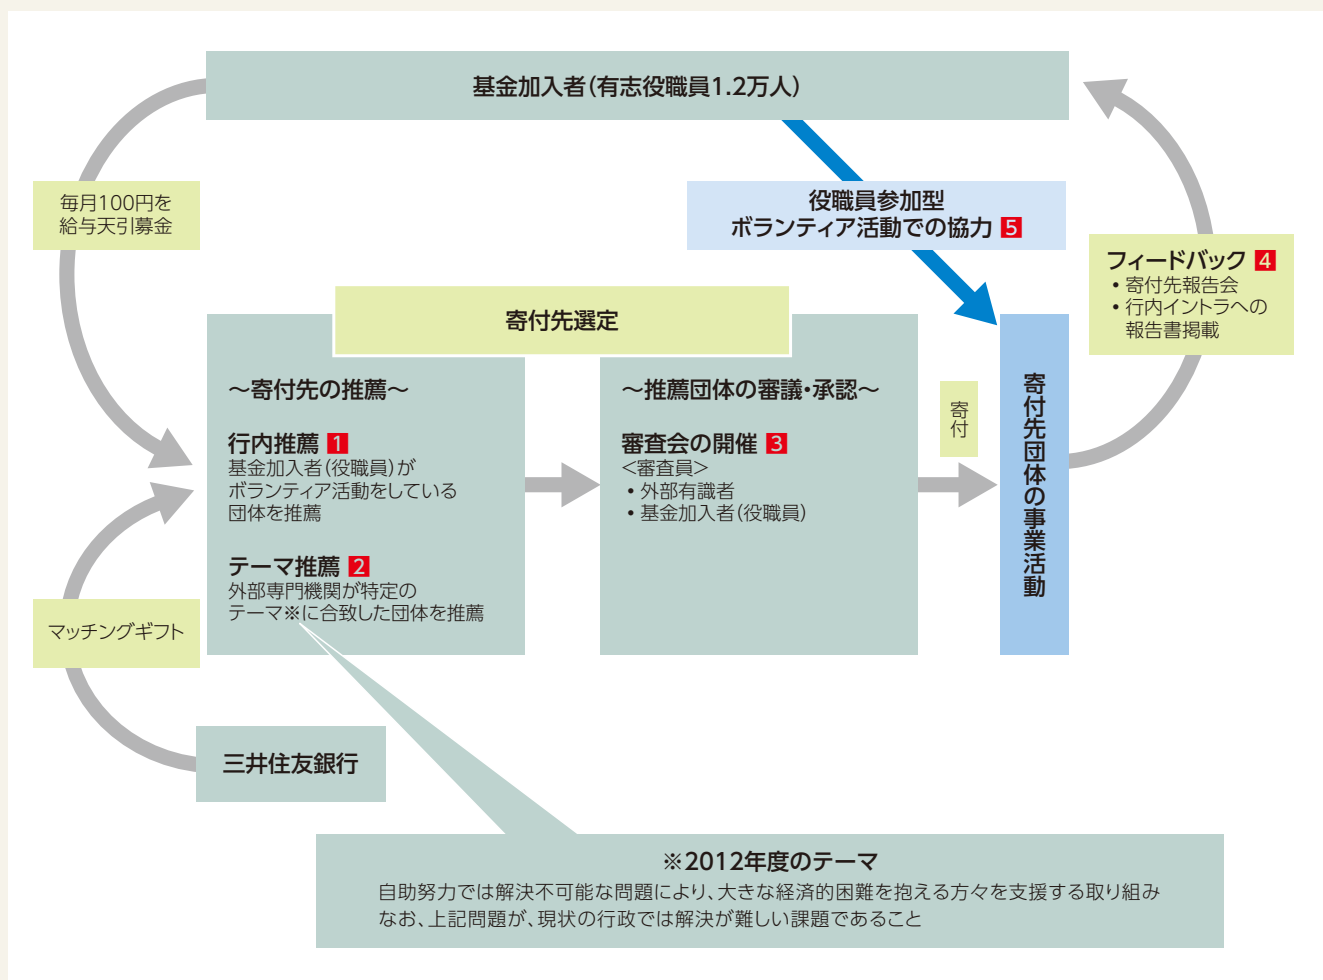 基金加入者(有志役職員1.2万人)
毎月100円を
給与天引募金
役職員参加型
ボランティア活動での協力 5
フィードバック 4
・寄付先報告会
・行内イントラへの
報告書掲載
寄付先選定
～寄付先の推薦～
行内推薦 1
基金加入者(役職員)が
ボランティア活動をしている
団体を推薦
テーマ推薦 2
外部専門機関が特定の
テーマ※に合致した団体を推薦
～推薦団体の審議・承認～
審査会の開催 3
<審査員>
・外部有識者
・基金加入者(役職員)
寄付
寄付先団体の事業活動
マッチングギフト
三井住友銀行
※2012年度のテーマ
自助努力では解決不可能な問題により、大きな経済的困難を抱える方々を支援する取り組み
なお、上記問題が、現状の行政では解決が難しい課題であること